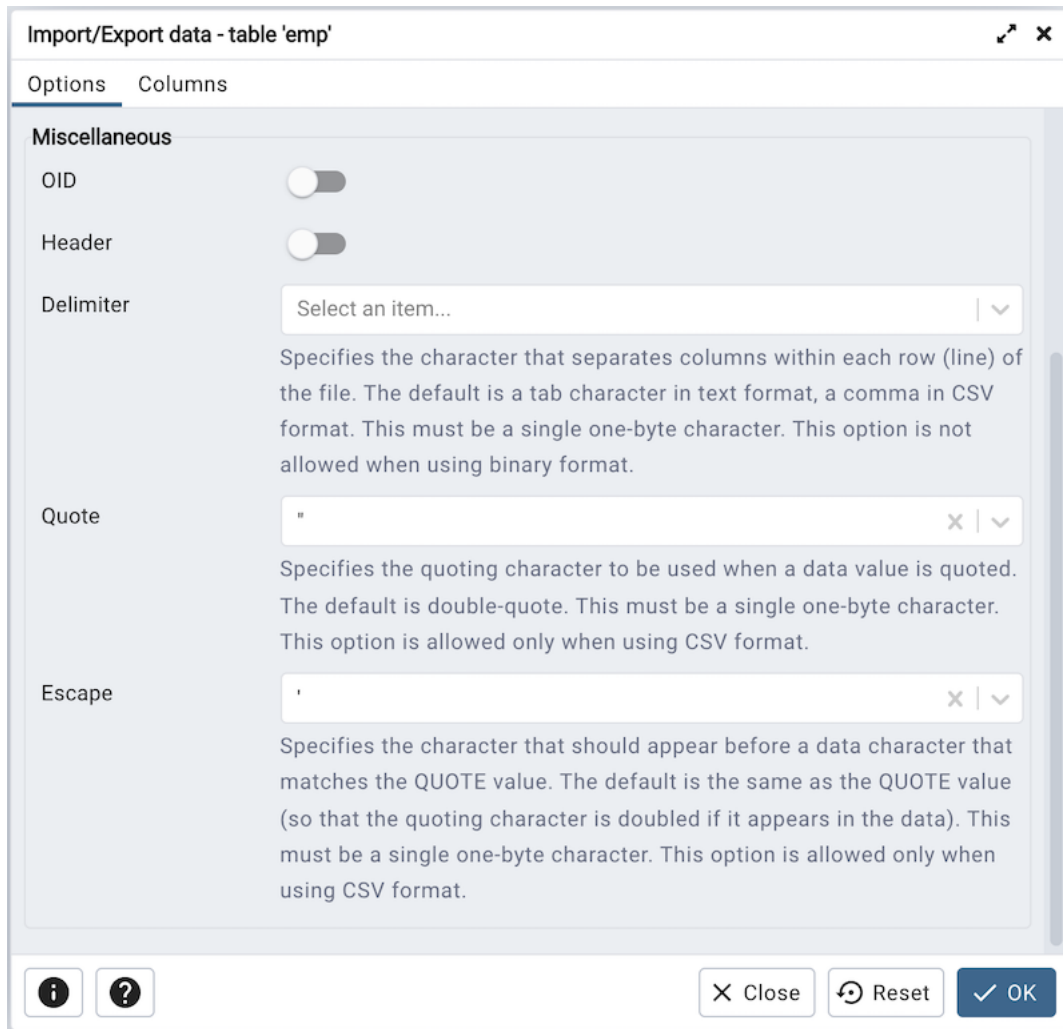 Import/Export data - table 'emp'
Options Columns
Miscellaneous
OID
Header
Delimiter
Select an item...
Specifies the character that separates columns within each row (line) of
the file. The default is a tab character in text format, a comma in CSV
format. This must be a single one-byte character. This option is not
allowed when using binary format.
Quote
"
Specifies the quoting character to be used when a data value is quoted.
The default is double-quote. This must be a single one-byte character.
This option is allowed only when using CSV format.
Escape
'
Specifies the character that should appear before a data character that
matches the QUOTE value. The default is the same as the QUOTE value
(so that the quoting character is doubled if it appears in the data). This
must be a single one-byte character. This option is allowed only when
using CSV format.
Close Reset OK